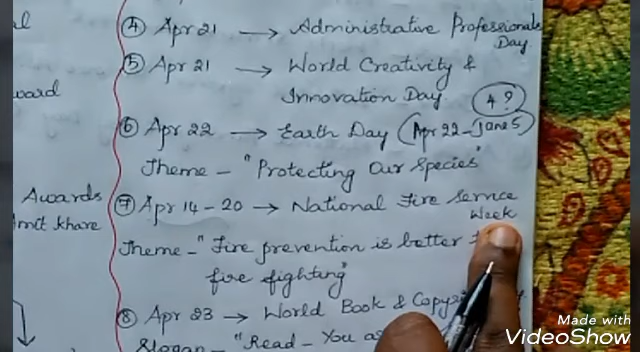 al
④ Apr 21 → Administrative Professionals
Day
⑤ Apr 21 → World Creativity &
ward
Innovation Day
4 ?
⑥ Apr 22 → Earth Day (Apr 22 - June 5)
Theme - "Protecting Our Species"
Awards
⑦ Apr 14 - 20 → National Fire Service
Week
mit Khare
Theme - "Fire prevention is better
fire fighting"
⑧ Apr 23 → World Book &
Slogan - "Read - You
Made with
VideoShow